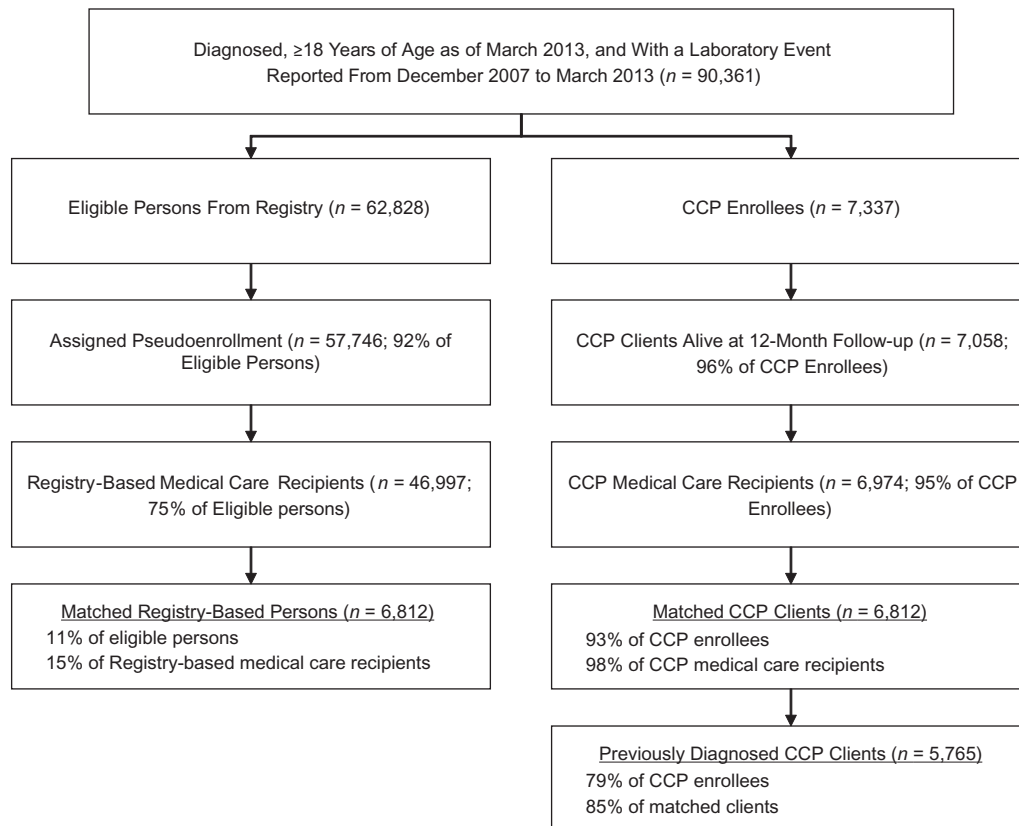 Diagnosed, ≥18 Years of Age as of March 2013, and With a Laboratory Event
Reported From December 2007 to March 2013 (n = 90,361)
Eligible Persons From Registry (n = 62,828)
CCP Enrollees (n = 7,337)
Assigned Pseudoenrollment (n = 57,746; 92% of
Eligible Persons)
CCP Clients Alive at 12-Month Follow-up (n = 7,058;
96% of CCP Enrollees)
Registry-Based Medical Care Recipients (n = 46,997;
75% of Eligible persons)
CCP Medical Care Recipients (n = 6,974; 95% of CCP
Enrollees)
Matched Registry-Based Persons (n = 6,812)
11% of eligible persons
15% of Registry-based medical care recipients
Matched CCP Clients (n = 6,812)
93% of CCP enrollees
98% of CCP medical care recipients
Previously Diagnosed CCP Clients (n = 5,765)
79% of CCP enrollees
85% of matched clients